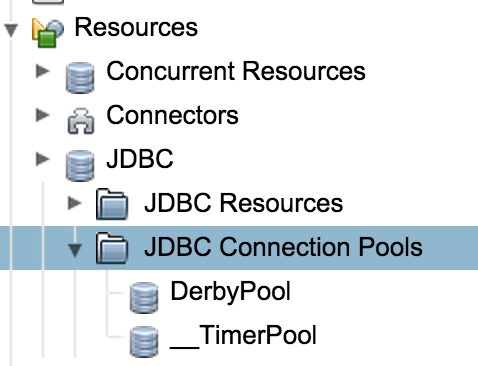 Resources
Concurrent Resources
Connectors
JDBC
JDBC Resources
JDBC Connection Pools
DerbyPool
__TimerPool